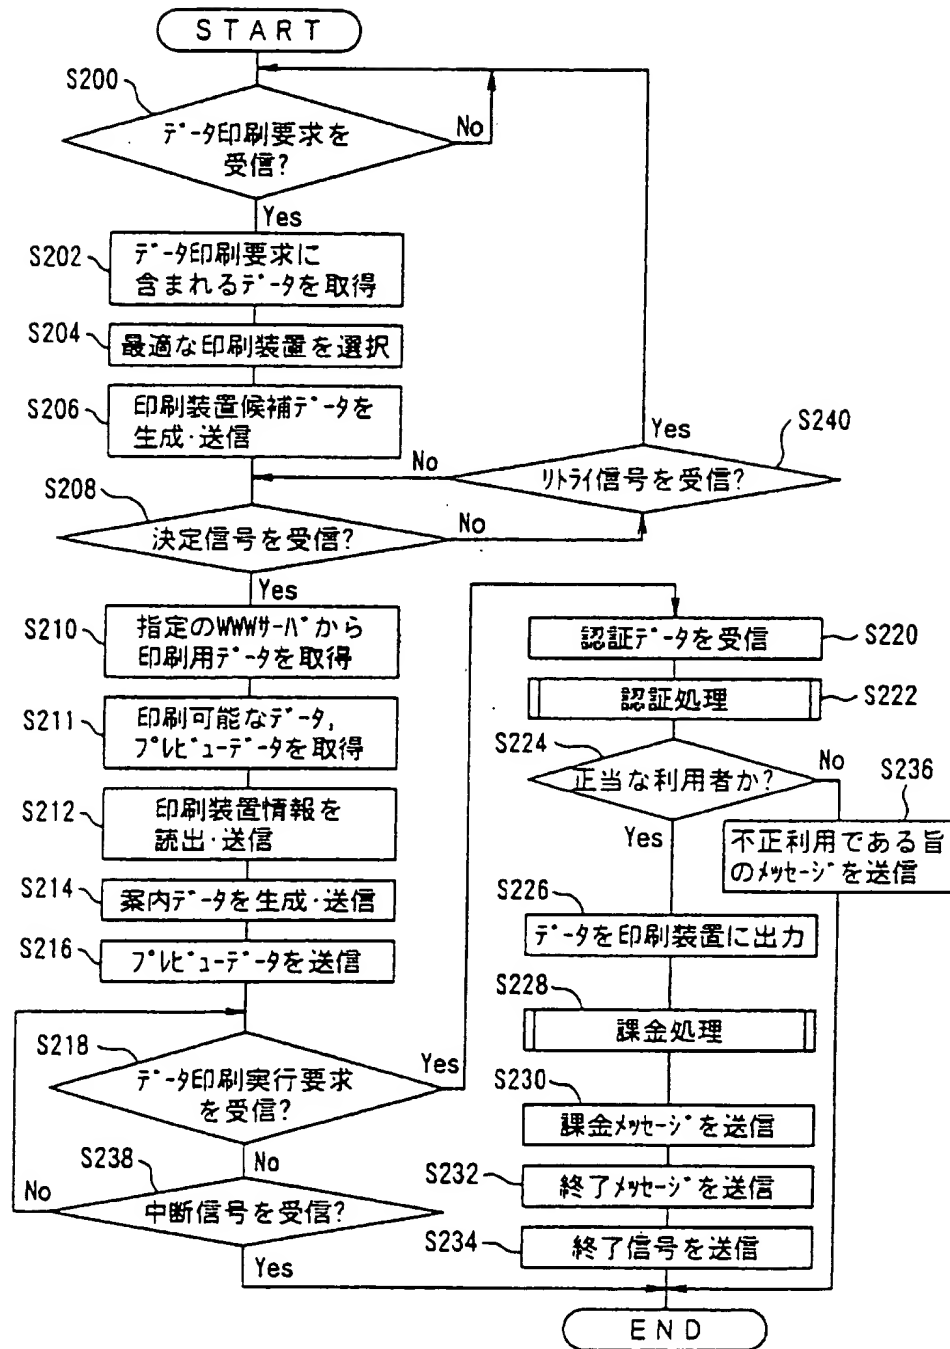 START
S200
データ印刷要求を
受信?
No
Yes
S202
データ印刷要求に
含まれるデータを取得
S204
最適な印刷装置を選択
S206
印刷装置候補データを
生成・送信
Yes
S240
リトライ信号を受信?
No
S208
決定信号を受信?
No
Yes
S210
指定のWWWサーバから
印刷用データを取得
S211
印刷可能なデータ,
プレビューデータを取得
S212
印刷装置情報を
読出・送信
S214
案内データを生成・送信
S216
プレビューデータを送信
S218
データ印刷実行要求
を受信?
Yes
No
S238
中断信号を受信?
No
Yes
認証データを受信
S220
認証処理
S222
S224
正当な利用者か?
No
S236
不正利用である旨
のメッセージを送信
Yes
S226
データを印刷装置に出力
S228
課金処理
S230
課金メッセージを送信
S232
終了メッセージを送信
S234
終了信号を送信
END